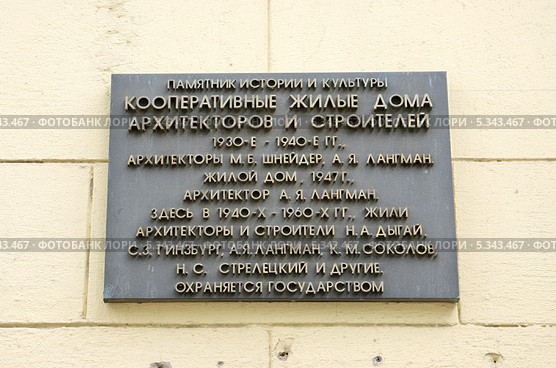 ПАМЯТНИК ИСТОРИИ И КУЛЬТУРЫ
КООПЕРАТИВНЫЕ ЖИЛЫЕ ДОМА
АРХИТЕКТОРОВ И СТРОИТЕЛЕЙ
1930-Е - 1940-Е ГГ.,
АРХИТЕКТОРЫ М.Б. ШНЕЙДЕР, А.Я. ЛАНГМАН.
ЖИЛОЙ ДОМ, 1947 Г.,
АРХИТЕКТОР А.Я. ЛАНГМАН.
ЗДЕСЬ В 1940-Х - 1960-Х ГГ., ЖИЛИ
АРХИТЕКТОРЫ И СТРОИТЕЛИ Н.А. ДЫГАЙ,
С.З. ГИНЗБУРГ, А.Я. ЛАНГМАН, К.М. СОКОЛОВ,
Н.С. СТРЕЛЕЦКИЙ И ДРУГИЕ.
ОХРАНЯЕТСЯ ГОСУДАРСТВОМ